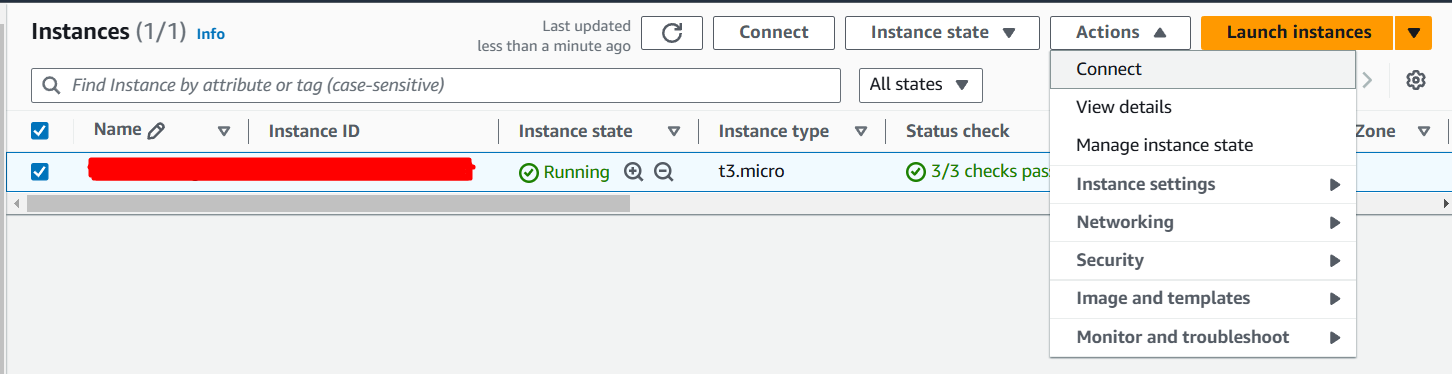 Instances (1/1) Info
Last updated
less than a minute ago
Connect
Instance state
Actions
Launch instances
Find Instance by attribute or tag (case-sensitive)
All states
Connect
View details
Manage instance state
Instance settings
Networking
Security
Image and templates
Monitor and troubleshoot
Name
Instance ID
Instance state
Instance type
Status check
Zone
Running
t3.micro
3/3 checks pas